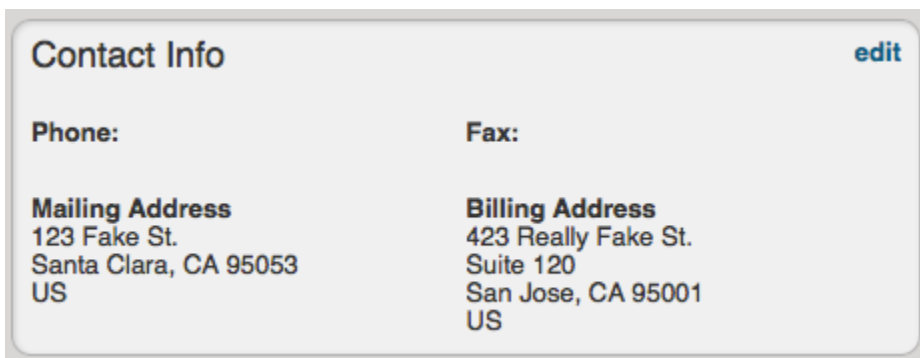 Contact Info
edit
Phone:
Fax:
Mailing Address
123 Fake St.
Santa Clara, CA 95053
US
Billing Address
423 Really Fake St.
Suite 120
San Jose, CA 95001
US